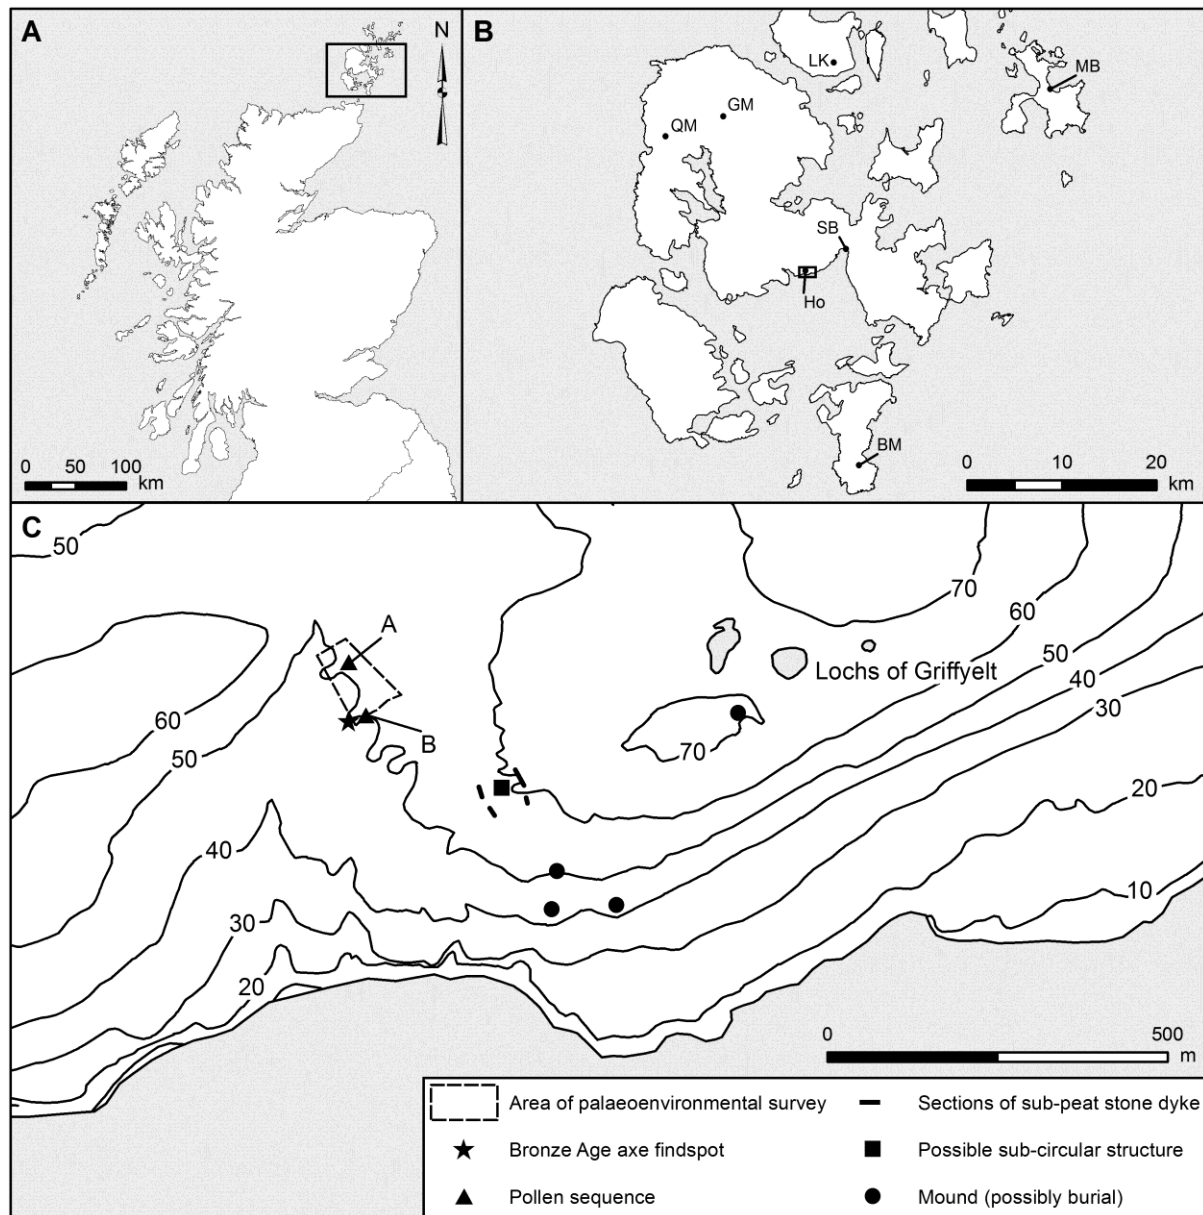 A
N
0 50 100
km
B
LK
MB
GM
QM
SB
Ho
BM
0 10 20
km
C
50
70
60
A
50
Lochs of Griffyelt
40
60
30
50
B
70
20
40
10
30
20
0 500
m
Area of palaeoenvironmental survey
Sections of sub-peat stone dyke
Bronze Age axe findspot
Possible sub-circular structure
Pollen sequence
Mound (possibly burial)